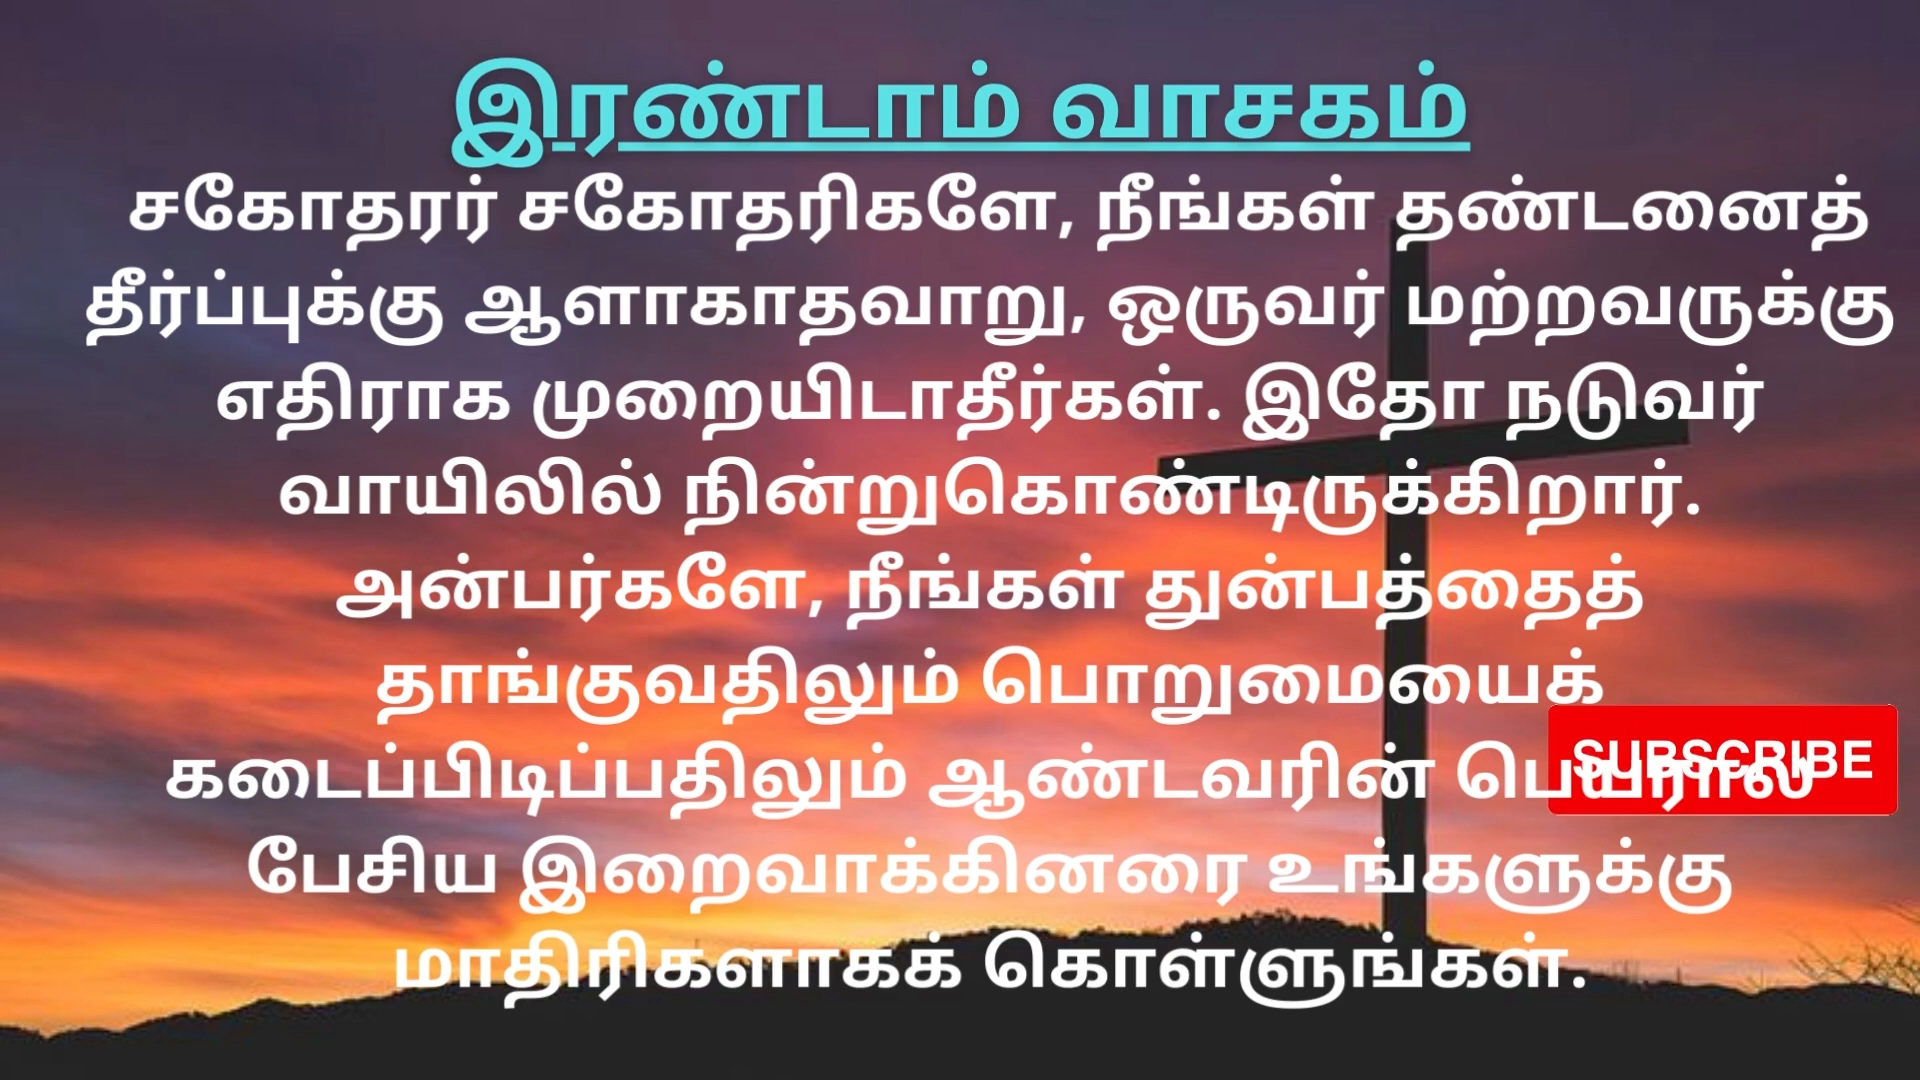 இரண்டாம் வாசகம்
சகோதரர் சகோதரிகளே, நீங்கள் தண்டனைத்
தீர்ப்புக்கு ஆளாகாதவாறு, ஒருவர் மற்றவருக்கு
எதிராக முறையிடாதீர்கள். இதோ நடுவர்
வாயிலில் நின்றுகொண்டிருக்கிறார்.
அன்பர்களே, நீங்கள் துன்பத்தைத்
தாங்குவதிலும் பொறுமையைக்
கடைப்பிடிப்பதிலும் ஆண்டவரின் பெயரால்
SUBSCRIBE
பேசிய இறைவாக்கினரை உங்களுக்கு
மாதிரிகளாகக் கொள்ளுங்கள்.